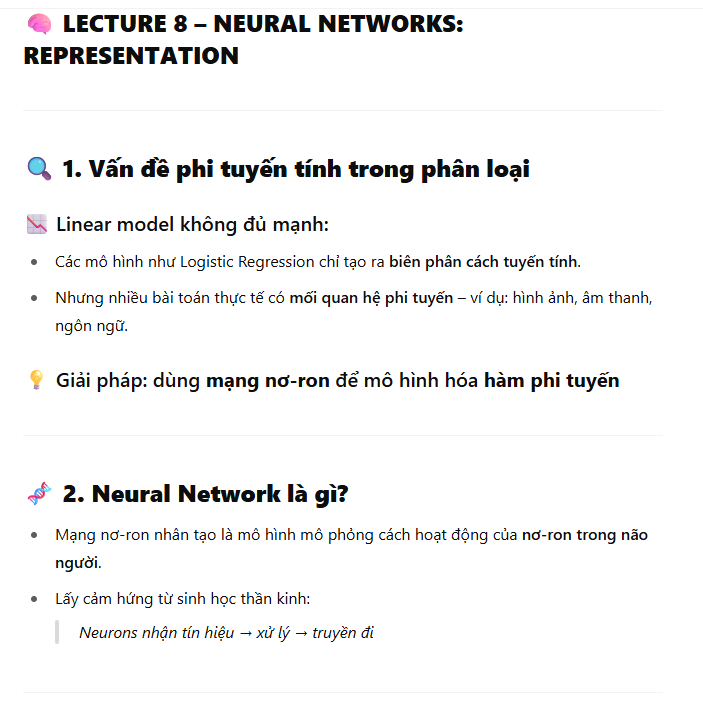 🧠 LECTURE 8 – NEURAL NETWORKS:
REPRESENTATION
🔍 1. Vấn đề phi tuyến tính trong phân loại
📉 Linear model không đủ mạnh:
• Các mô hình như Logistic Regression chỉ tạo ra biên phân cách tuyến tính.
• Nhưng nhiều bài toán thực tế có mối quan hệ phi tuyến – ví dụ: hình ảnh, âm thanh,
ngôn ngữ.
💡 Giải pháp: dùng mạng nơ-ron để mô hình hóa hàm phi tuyến
🧬 2. Neural Network là gì?
• Mạng nơ-ron nhân tạo là mô hình mô phỏng cách hoạt động của nơ-ron trong não
người.
• Lấy cảm hứng từ sinh học thần kinh:
Neurons nhận tín hiệu → xử lý → truyền đi